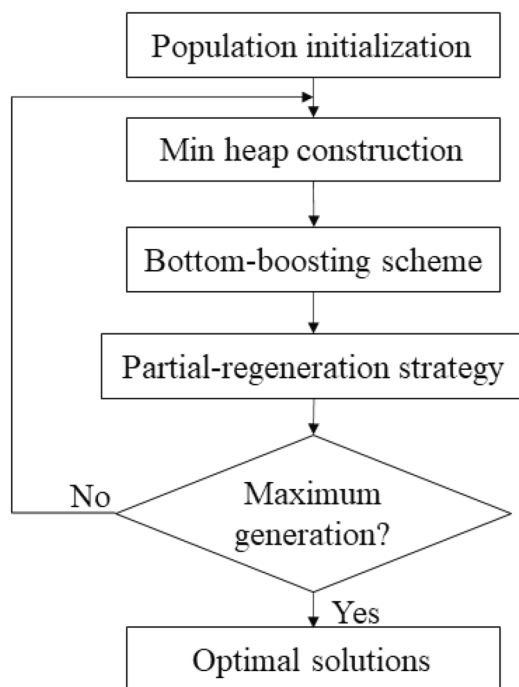 Population initialization
Min heap construction
Bottom-boosting scheme
Partial-regeneration strategy
Maximum
generation?
No
Yes
Optimal solutions